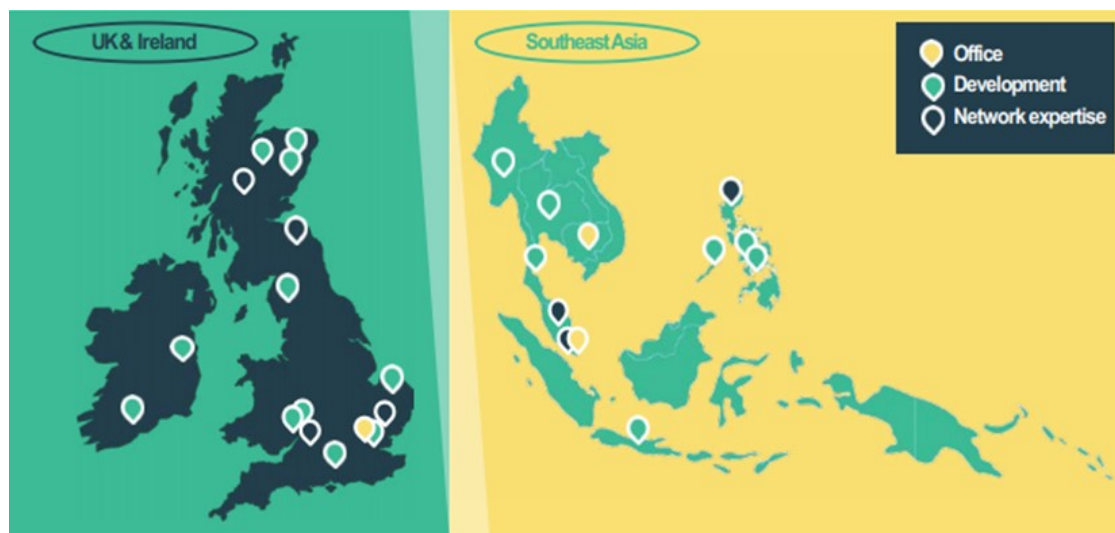 UK & Ireland
Southeast Asia
Office
Development
Network expertise